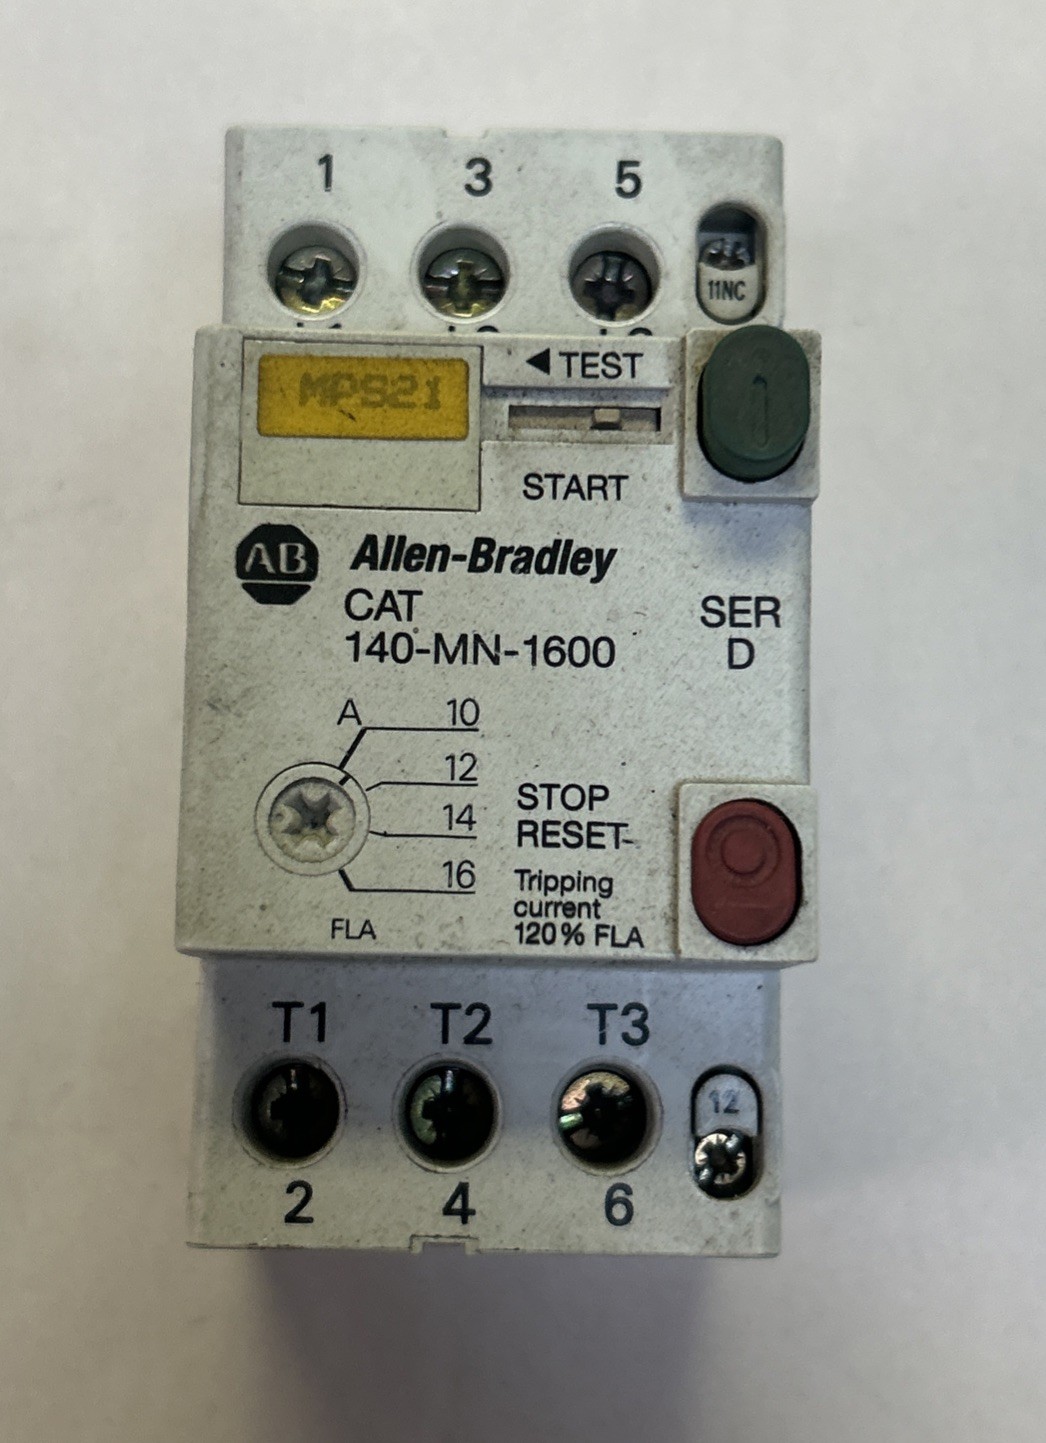 1 3 5
11NC
MPS21
◄ TEST
START
AB
Allen-Bradley
CAT
140-MN-1600
SER
D
A 10
12
14
16
FLA
STOP
RESET
Tripping
current
120% FLA
T1 T2 T3
12
2 4 6